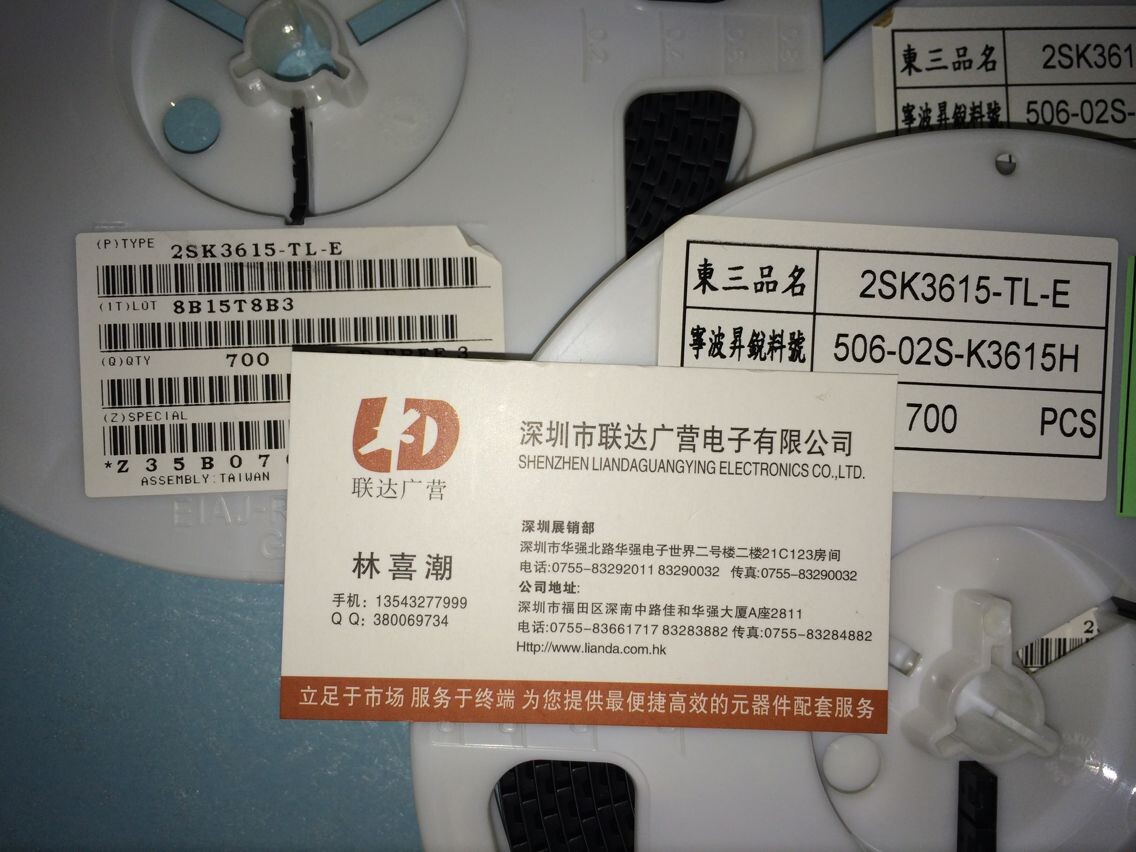 東三品名 2SK361
寧波昇銳料號 506-02S-
(P)TYPE 2SK3615-TL-E
(1T)LOT 8B15T8B3
(Q)QTY 700
(Z)SPECIAL
*Z 35B07
ASSEMBLY:TAIWAN
東三品名 2SK3615-TL-E
寧波昇銳料號 506-02S-K3615H
700 PCS
LD
联达广营
深圳市联达广营电子有限公司
SHENZHEN LIANDAGUANGYING ELECTRONICS CO.,LTD.
林喜潮
手机：13543277999
Q Q：380069734
深圳展销部
深圳市华强北路华强电子世界二号楼二楼21C123房间
电话:0755-83292011 83290032 传真:0755-83290032
公司地址:
深圳市福田区深南中路佳和华强大厦A座2811
电话:0755-83661717 83283882 传真:0755-83284882
Http://www.lianda.com.hk
立足于市场 服务于终端 为您提供最便捷高效的元器件配套服务